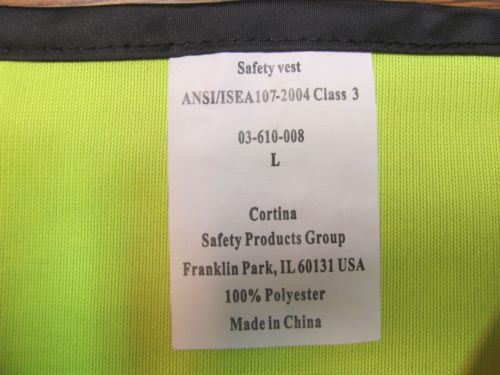 Safety vest
ANSI/ISEA107-2004 Class 3
03-610-008
L
Cortina
Safety Products Group
Franklin Park, IL 60131 USA
100% Polyester
Made in China